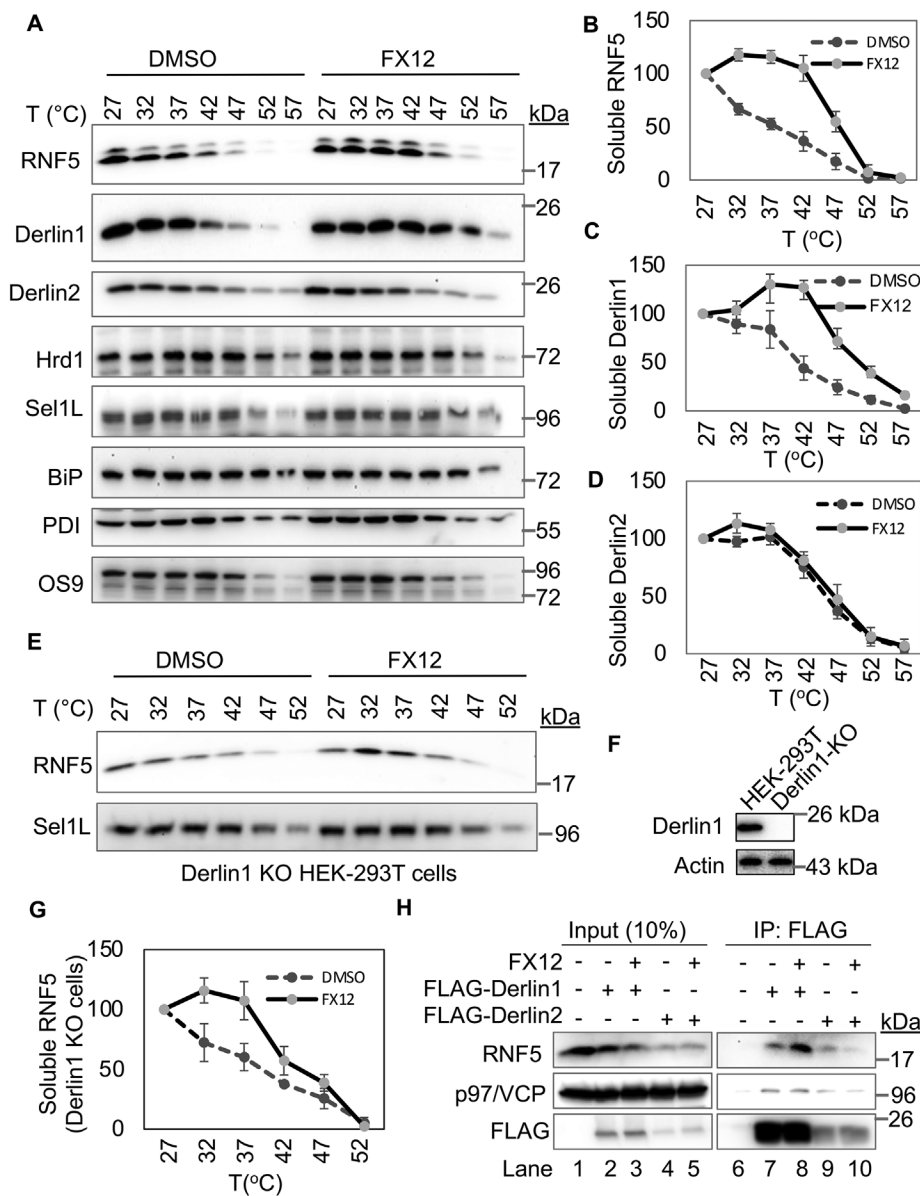 A
DMSO FX12
T (°C) 27 32 37 42 47 52 57 27 32 37 42 47 52 57 kDa
RNF5 17
Derlin1 26
Derlin2 26
Hrd1 72
Sel1L 96
BiP 72
PDI 55
OS9 96
72
B
150
100
50
0
Soluble RNF5
DMSO
FX12
27 32 37 42 47 52 57
T (°C)
C
150
100
50
0
Soluble Derlin1
DMSO
FX12
27 32 37 42 47 52 57
T (°C)
D
150
100
50
0
Soluble Derlin2
DMSO
FX12
27 32 37 42 47 52 57
T (°C)
E
DMSO FX12
T (°C) 27 32 37 42 47 52 27 32 37 42 47 52 kDa
RNF5 17
Sel1L 96
Derlin1 KO HEK-293T cells
F
HEK-293T
Derlin1-KO
Derlin1 26 kDa
Actin 43 kDa
G
150
100
50
0
Soluble RNF5
(Derlin1 KO cells)
DMSO
FX12
27 32 37 42 47 52
T(°C)
H
Input (10%) IP: FLAG
FX12 - - + - + - - + - +
FLAG-Derlin1 - + + - - - + + - -
FLAG-Derlin2 - - - + + - - - + + kDa
RNF5 17
p97/VCP 96
FLAG 26
Lane 1 2 3 4 5 6 7 8 9 10